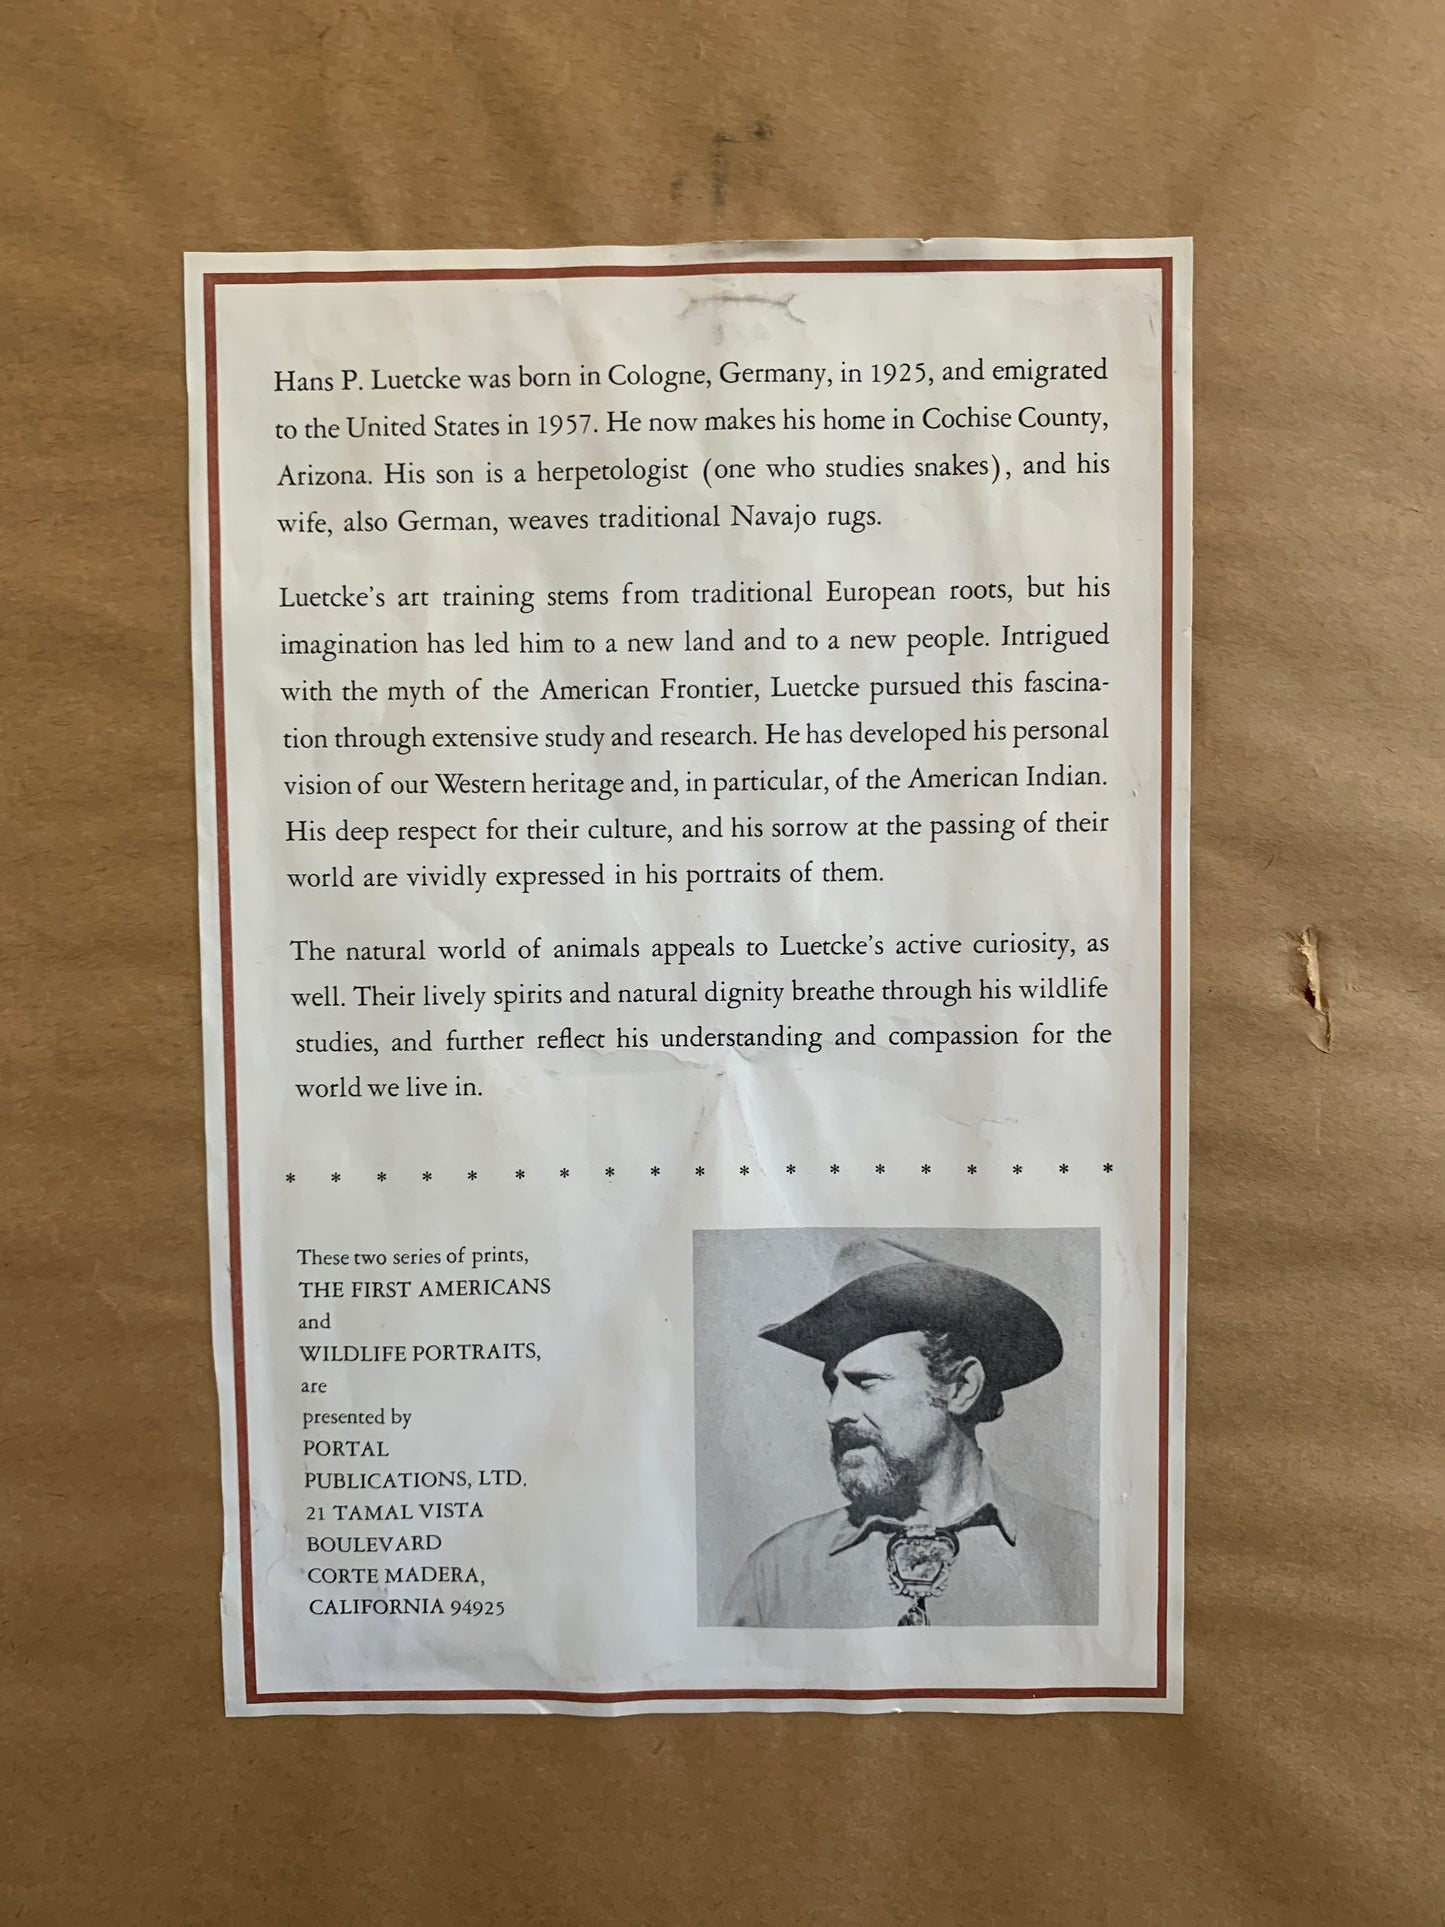 Hans P. Luetcke was born in Cologne, Germany, in 1925, and emigrated
to the United States in 1957. He now makes his home in Cochise County,
Arizona. His son is a herpetologist (one who studies snakes), and his
wife, also German, weaves traditional Navajo rugs.
Luetcke's art training stems from traditional European roots, but his
imagination has led him to a new land and to a new people. Intrigued
with the myth of the American Frontier, Luetcke pursued this fascina-
tion through extensive study and research. He has developed his personal
vision of our Western heritage and, in particular, of the American Indian.
His deep respect for their culture, and his sorrow at the passing of their
world are vividly expressed in his portraits of them.
The natural world of animals appeals to Luetcke's active curiosity, as
well. Their lively spirits and natural dignity breathe through his wildlife
studies, and further reflect his understanding and compassion for the
world we live in.
* * * * * * * * * * * * * * * * * * *
These two series of prints,
THE FIRST AMERICANS
and
WILDLIFE PORTRAITS,
are
presented by
PORTAL
PUBLICATIONS, LTD.
21 TAMAL VISTA
BOULEVARD
CORTE MADERA,
CALIFORNIA 94925